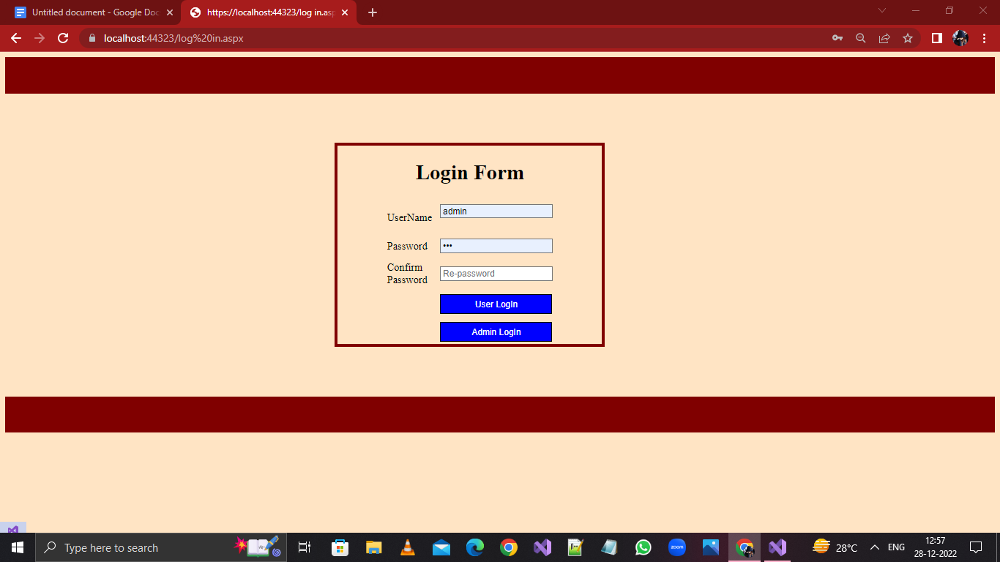 Untitled document - Google Doc
https://localhost:44323/log in.asp
localhost:44323/log%20in.aspx
Login Form
UserName
admin
Password
•••
Confirm
Password
Re-password
User LogIn
Admin LogIn
Type here to search
zoom
28°C
ENG
12:57
28-12-2022